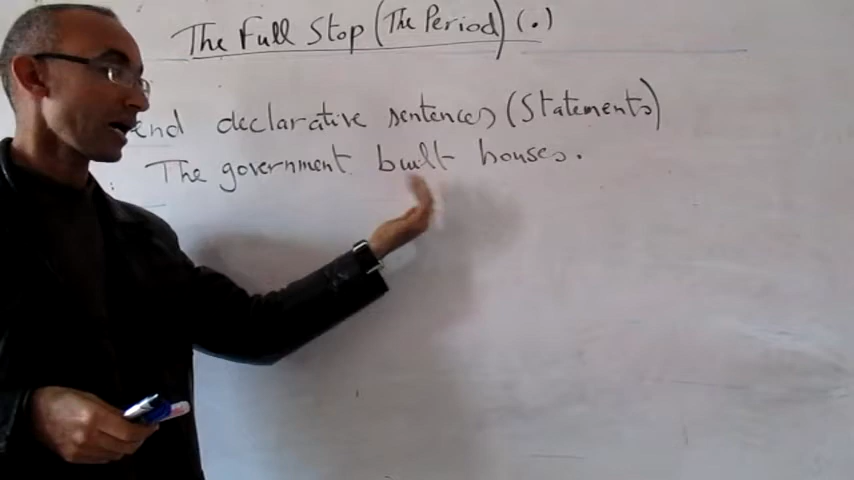 The Full Stop (The Period) (.)
end declarative sentences (Statements)
The government built houses.